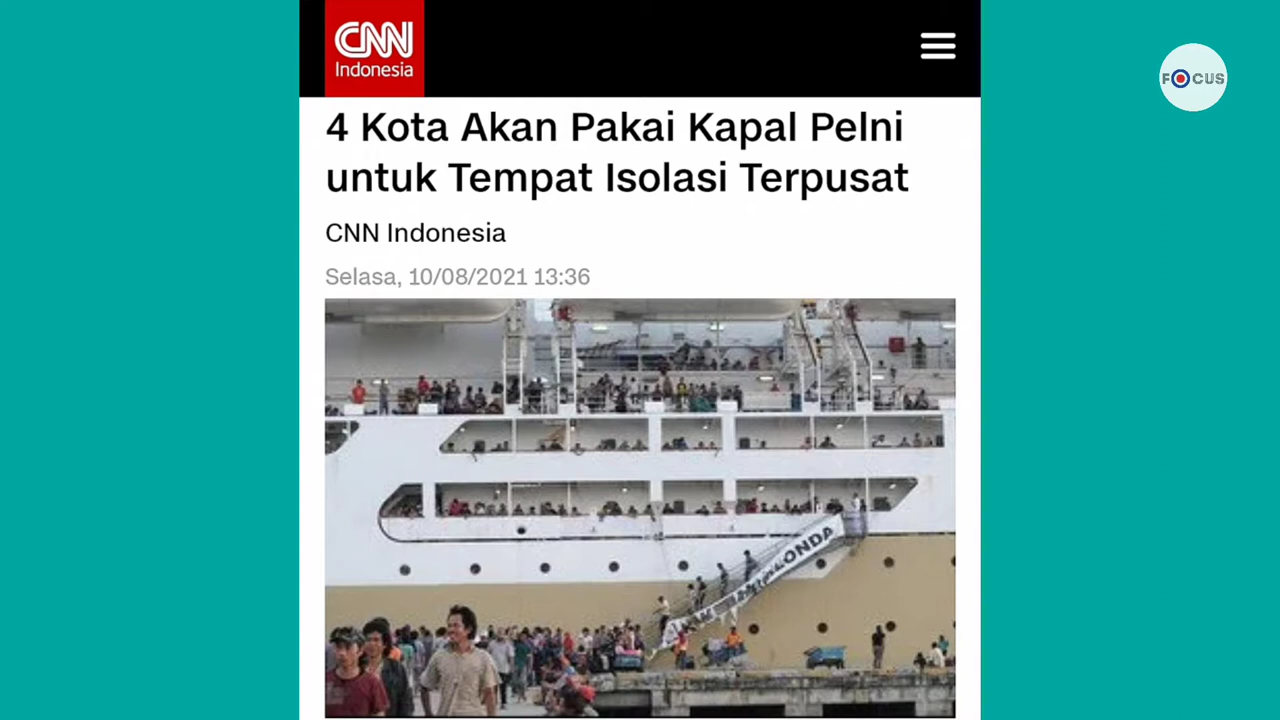 CNN
Indonesia
FOCUS
4 Kota Akan Pakai Kapal Pelni
untuk Tempat Isolasi Terpusat
CNN Indonesia
Selasa, 10/08/2021 13:36
ONDA